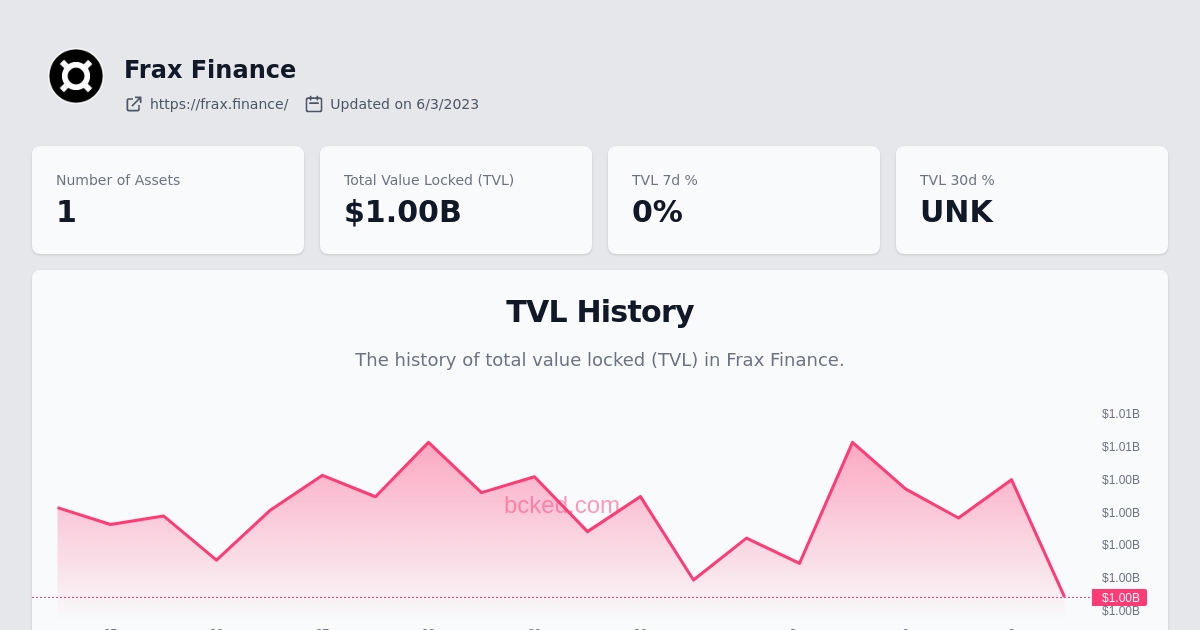 Frax Finance
https://frax.finance/ Updated on 6/3/2023
Number of Assets
1
Total Value Locked (TVL)
$1.00B
TVL 7d %
0%
TVL 30d %
UNK
TVL History
The history of total value locked (TVL) in Frax Finance.
$1.01B
$1.01B
$1.00B
$1.00B
bcked.com
$1.00B
$1.00B
$1.00B
$1.00B